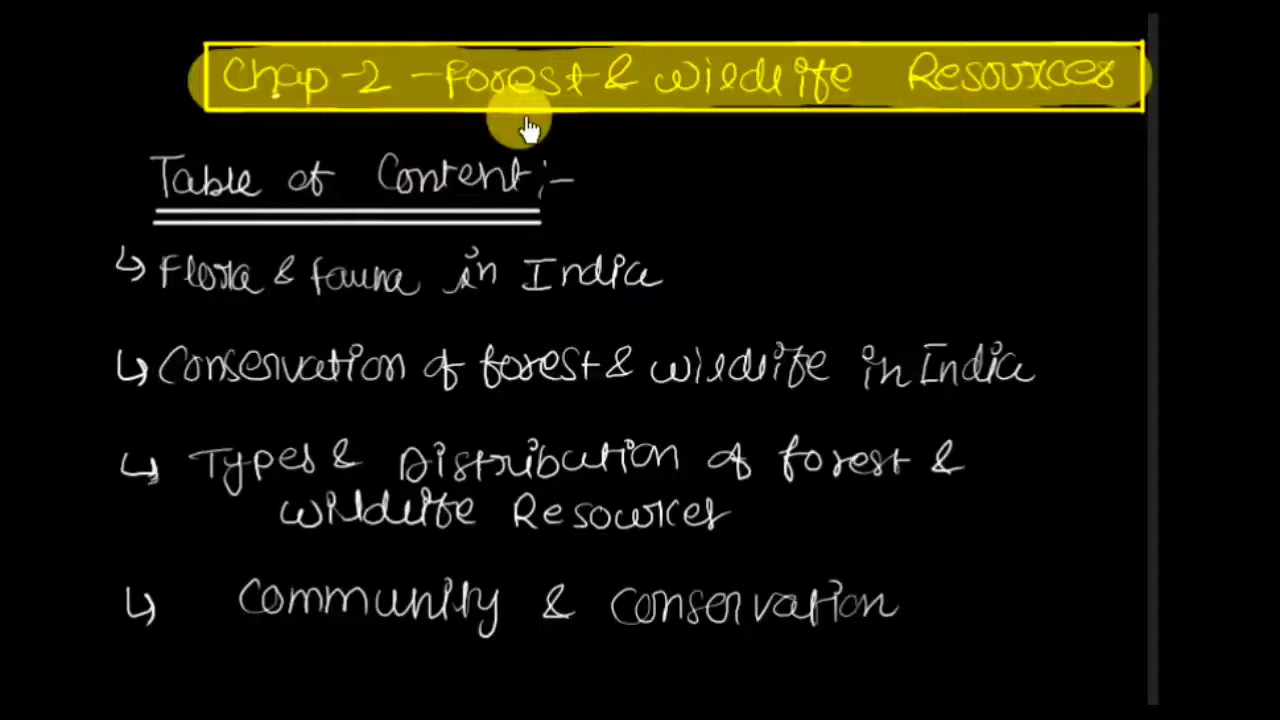 Chap-2 - Forest & Wildlife Resources
Table of Content:-
↳ Flora & fauna in India
↳ Conservation of forest & wildlife in India
↳ Types & Distribution of forest &
wildlife Resources
↳ Community & Conservation